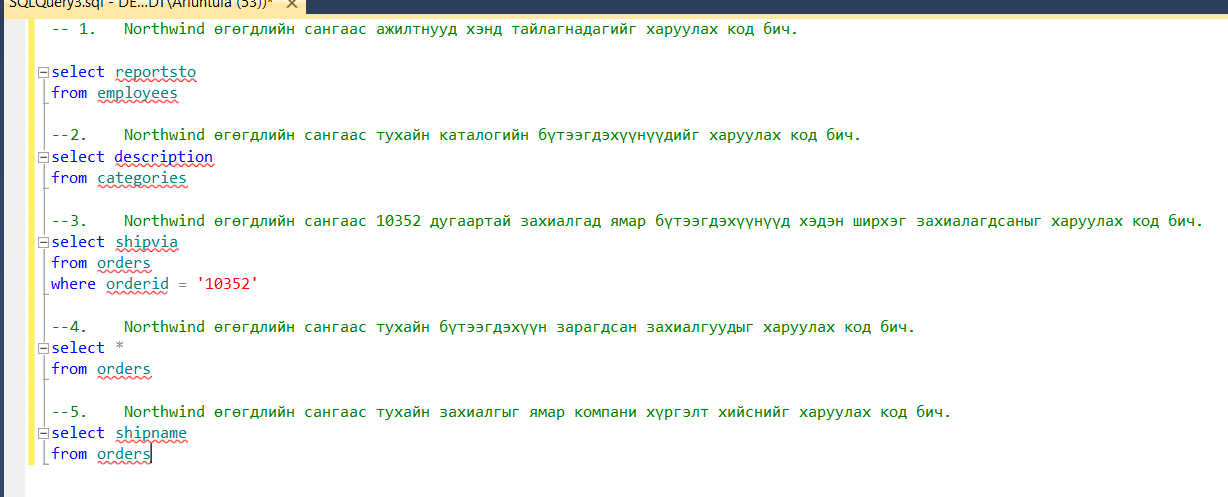 SQLQuery3.sql - DE...DT\Ariuntula (53))*
-- 1.   Northwind өгөгдлийн сангаас ажилтнууд хэнд тайлагнадагийг харуулах код бич.
select reportsto
from employees
--2.    Northwind өгөгдлийн сангаас тухайн каталогийн бүтээгдэхүүнүүдийг харуулах код бич.
select description
from categories
--3.    Northwind өгөгдлийн сангаас 10352 дугаартай захиалгад ямар бүтээгдэхүүнүүд хэдэн ширхэг захиалагдсаныг харуулах код бич.
select shipvia
from orders
where orderid = '10352'
--4.    Northwind өгөгдлийн сангаас тухайн бүтээгдэхүүн зарагдсан захиалгуудыг харуулах код бич.
select *
from orders
--5.    Northwind өгөгдлийн сангаас тухайн захиалгыг ямар компани хүргэлт хийснийг харуулах код бич.
select shipname
from orders